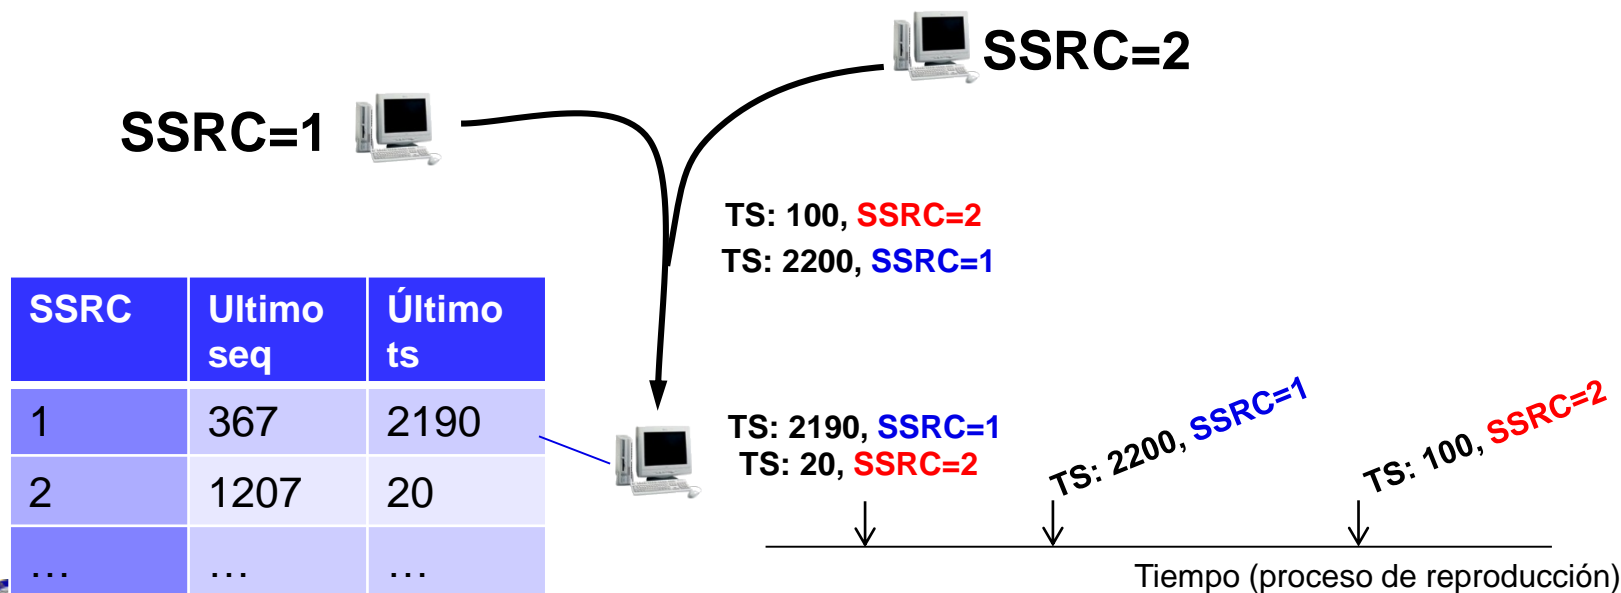 SSRC=2
SSRC=1
TS: 100, SSRC=2
TS: 2200, SSRC=1
SSRC
Ultimo seq
Último ts
1
367
2190
2
1207
20
...
...
...
TS: 2190, SSRC=1
TS: 20, SSRC=2
TS: 2200, SSRC=1
TS: 100, SSRC=2
Tiempo (proceso de reproducción)